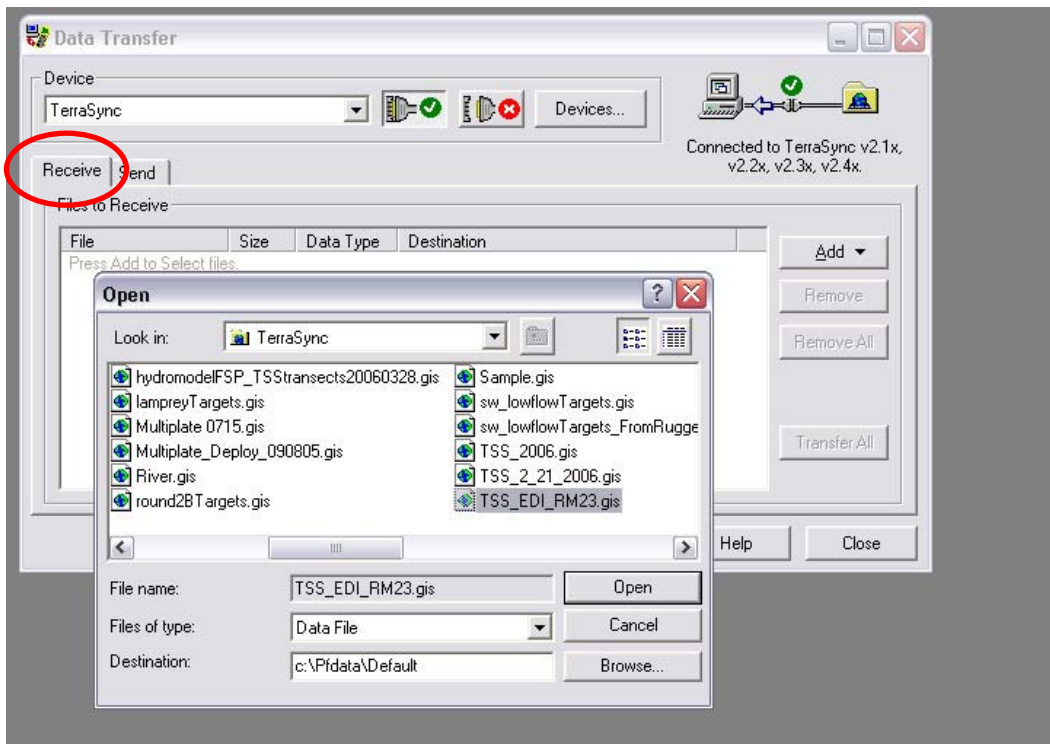 Data Transfer
Device
TerraSync
Devices...
Connected to TerraSync v2.1x,
v2.2x, v2.3x, v2.4x.
Receive
Send
Files to Receive
File Size Data Type Destination
Press Add to Select files.
Add
Remove
Remove All
Transfer All
Help
Close
Open
Look in: TerraSync
hydromodelFSP_TSStransects20060328.gis
lampreyTargets.gis
Multiplate 0715.gis
Multiplate_Deploy_090805.gis
River.gis
round2BTargets.gis
Sample.gis
sw_lowflowTargets.gis
sw_lowflowTargets_FromRugge
TSS_2006.gis
TSS_2_21_2006.gis
TSS_EDI_RM23.gis
File name: TSS_EDI_RM23.gis
Open
Files of type: Data File
Cancel
Destination: c:\Pfdata\Default
Browse...